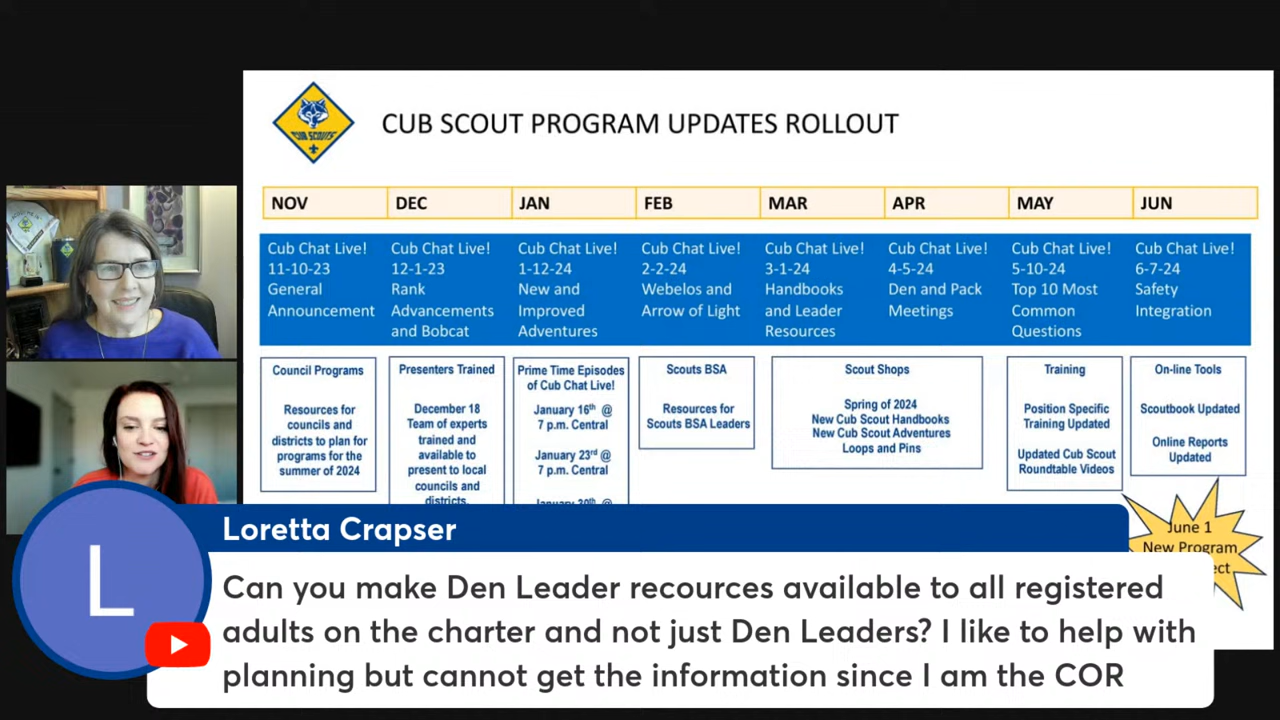 CUB SCOUTS
CUB SCOUT PROGRAM UPDATES ROLLOUT
NOV DEC JAN FEB MAR APR MAY JUN
Cub Chat Live!
11-10-23
General
Announcement
Cub Chat Live!
12-1-23
Rank
Advancements
and Bobcat
Cub Chat Live!
1-12-24
New and
Improved
Adventures
Cub Chat Live!
2-2-24
Webelos and
Arrow of Light
Cub Chat Live!
3-1-24
Handbooks
and Leader
Resources
Cub Chat Live!
4-5-24
Den and Pack
Meetings
Cub Chat Live!
5-10-24
Top 10 Most
Common
Questions
Cub Chat Live!
6-7-24
Safety
Integration
Council Programs
Resources for
councils and
districts to plan for
programs for the
summer of 2024
Presenters Trained
December 18
Team of experts
trained and
available to
present to local
councils and
districts.
Prime Time Episodes
of Cub Chat Live!
January 16th @
7 p.m. Central
January 23rd @
7 p.m. Central
Scouts BSA
Resources for
Scouts BSA Leaders
Scout Shops
Spring of 2024
New Cub Scout Handbooks
New Cub Scout Adventures
Loops and Pins
Training
Position Specific
Training Updated
Updated Cub Scout
Roundtable Videos
On-line Tools
Scoutbook Updated
Online Reports
Updated
June 1
New Program
L
Loretta Crapser
Can you make Den Leader recources available to all registered
adults on the charter and not just Den Leaders? I like to help with
planning but cannot get the information since I am the COR